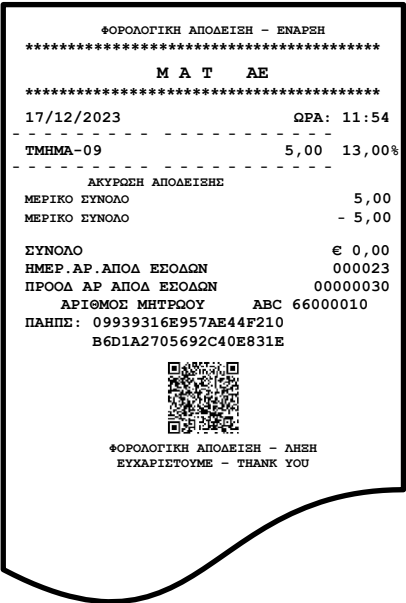 ΦΟΡΟΛΟΓΙΚΗ ΑΠΟΔΕΙΞΗ – ΕΝΑΡΞΗ
******************************************
Μ Α Τ ΑΕ
******************************************
17/12/2023 ΩΡΑ: 11:54
- - - - - - - - - - - - - - - - - - - -
ΤΜΗΜΑ-09 5,00 13,00%
- - - - - - - - - - - - - - - - - - - -
ΑΚΥΡΩΣΗ ΑΠΟΔΕΙΞΗΣ
ΜΕΡΙΚΟ ΣΥΝΟΛΟ 5,00
ΜΕΡΙΚΟ ΣΥΝΟΛΟ - 5,00
ΣΥΝΟΛΟ € 0,00
ΗΜΕΡ.ΑΡ.ΑΠΟΔ ΕΣΟΔΩΝ 000023
ΠΡΟΟΔ ΑΡ ΑΠΟΔ ΕΣΟΔΩΝ 00000030
ΑΡΙΘΜΟΣ ΜΗΤΡΩΟΥ ABC 66000010
ΠΑΗΠΣ: 09939316E957AE44F210
B6D1A2705692C40E831E
ΦΟΡΟΛΟΓΙΚΗ ΑΠΟΔΕΙΞΗ – ΛΗΞΗ
ΕΥΧΑΡΙΣΤΟΥΜΕ – THANK YOU